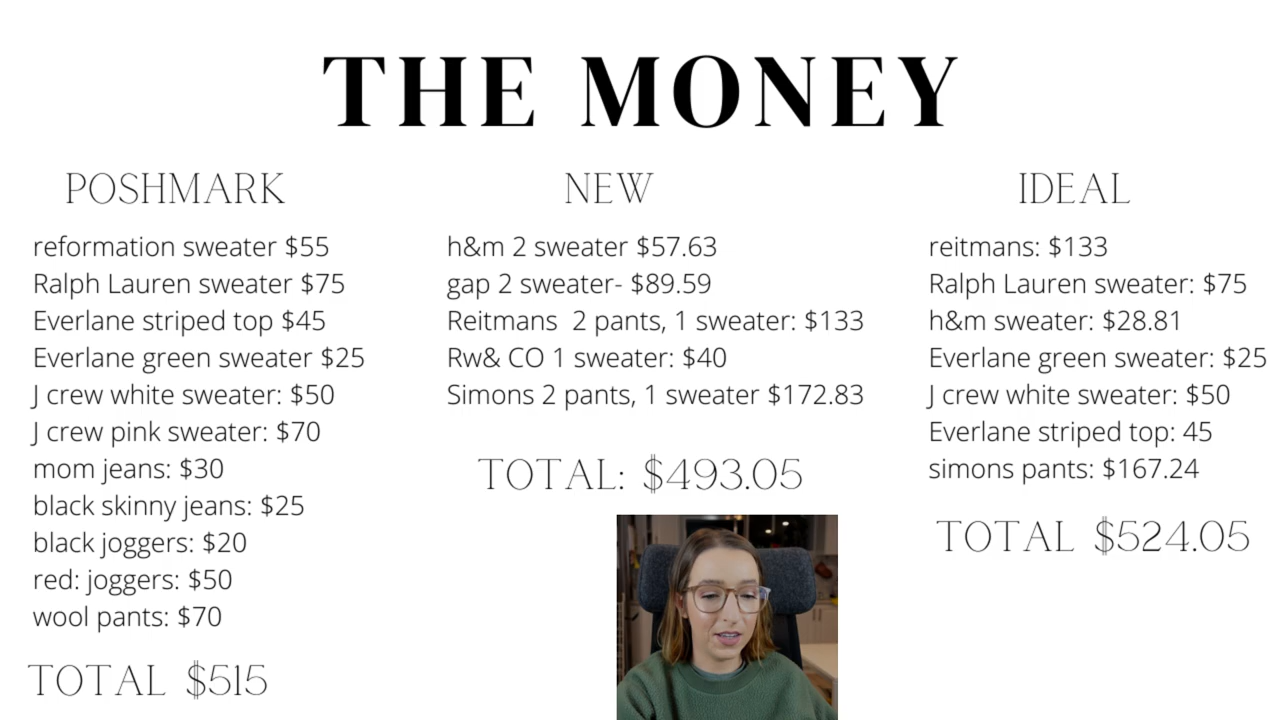 THE MONEY
POSHMARK
reformation sweater $55
Ralph Lauren sweater $75
Everlane striped top $45
Everlane green sweater $25
J crew white sweater: $50
J crew pink sweater: $70
mom jeans: $30
black skinny jeans: $25
black joggers: $20
red: joggers: $50
wool pants: $70
TOTAL $515
NEW
h&m 2 sweater $57.63
gap 2 sweater- $89.59
Reitmans 2 pants, 1 sweater: $133
Rw& CO 1 sweater: $40
Simons 2 pants, 1 sweater $172.83
TOTAL: $493.05
IDEAL
reitmans: $133
Ralph Lauren sweater: $75
h&m sweater: $28.81
Everlane green sweater: $25
J crew white sweater: $50
Everlane striped top: 45
simons pants: $167.24
TOTAL $524.05